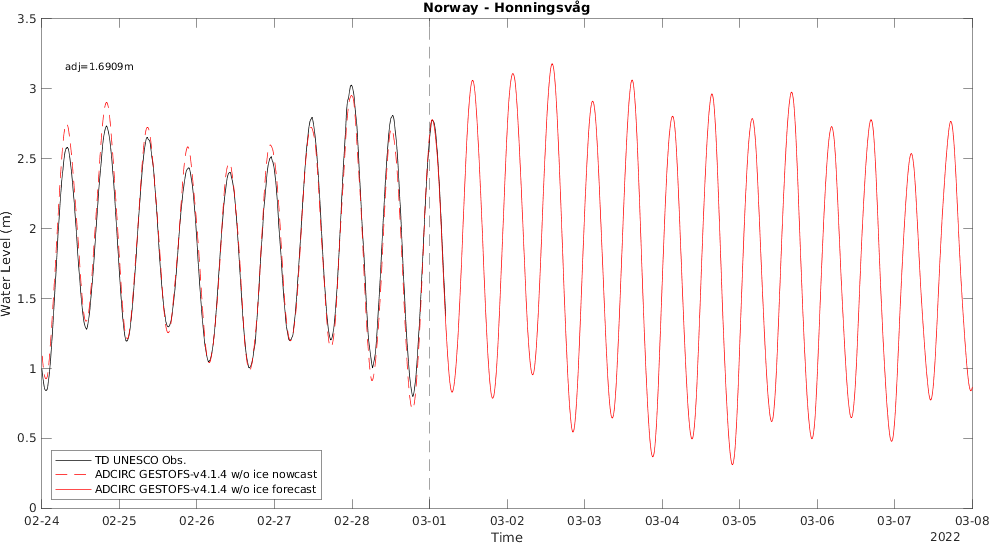 Norway - Honningsvåg
3.5
adj=1.6909m
3
2.5
2
Water Level (m)
1.5
1
0.5
TD UNESCO Obs.
ADCIRC GESTOFS-v4.1.4 w/o ice nowcast
ADCIRC GESTOFS-v4.1.4 w/o ice forecast
0
02-24 02-25 02-26 02-27 02-28 03-01 03-02 03-03 03-04 03-05 03-06 03-07 03-08
Time 2022